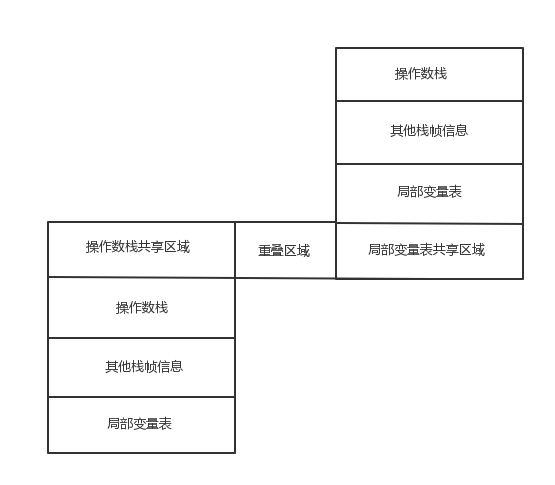 操作数栈
其他栈帧信息
局部变量表
操作数栈共享区域
重叠区域
局部变量表共享区域
操作数栈
其他栈帧信息
局部变量表